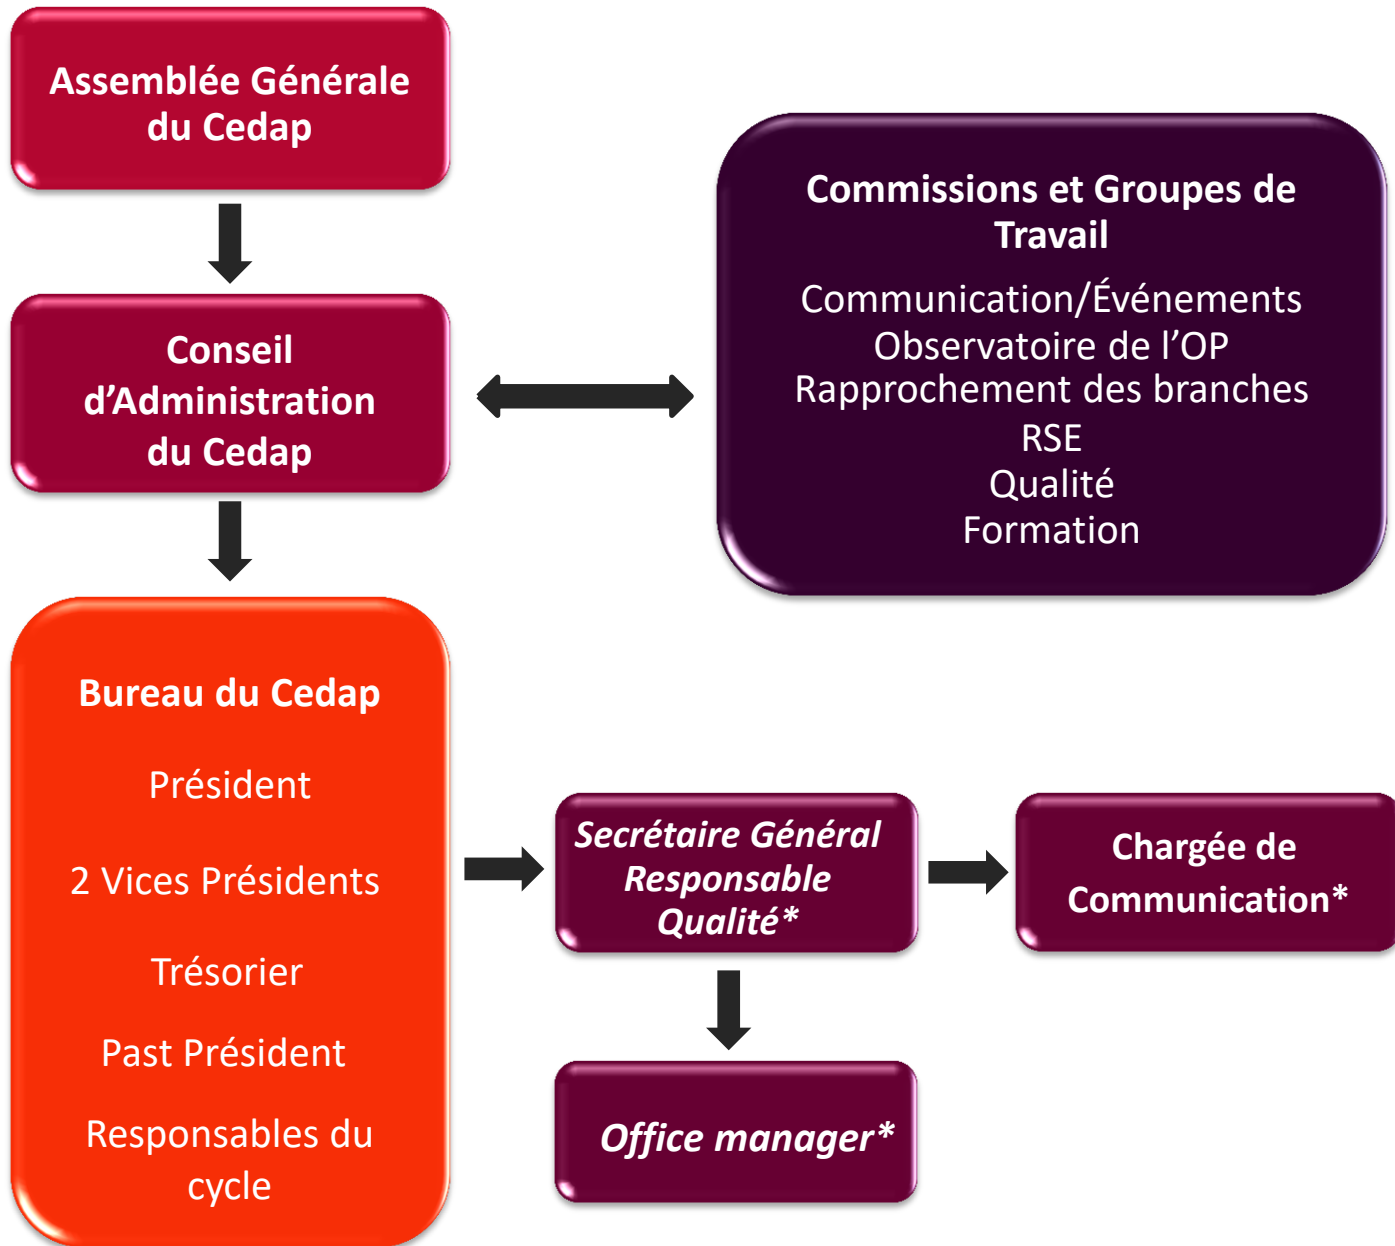 Assemblée Générale
du Cedap
Commissions et Groupes de
Travail
Communication/Événements
Observatoire de l’OP
Rapprochement des branches
RSE
Qualité
Formation
Conseil
d’Administration
du Cedap
Bureau du Cedap
Président
2 Vices Présidents
Trésorier
Past Président
Responsables du
cycle
Secrétaire Général
Responsable
Qualité*
Chargée de
Communication*
Office manager*